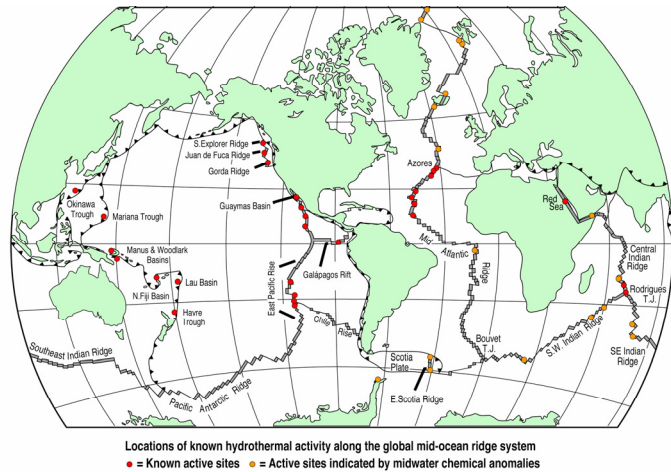 S.Explorer Ridge
Juan de Fuca Ridge
Gorda Ridge
Azorea
Okinawa
Trough
Mariana Trough
Guaymas Basin
Red
Sea
Manus & Woodlark
Basins
Mid
Atlantic
Ridge
Central
Indian
Ridge
Galápagos Rift
Lau Basin
N.Fiji Basin
East Pacific Rise
Rodrigues
T.J.
Havre
Trough
Chile
Rise
Bouvet
T.J.
S.W. Indian Ridge
SE Indian
Ridge
Southeast Indian Ridge
Scotia
Plate
Pacific Antarctic Ridge
E.Scotia Ridge
Locations of known hydrothermal activity along the global mid-ocean ridge system
= Known active sites = Active sites indicated by midwater chemical anomalies